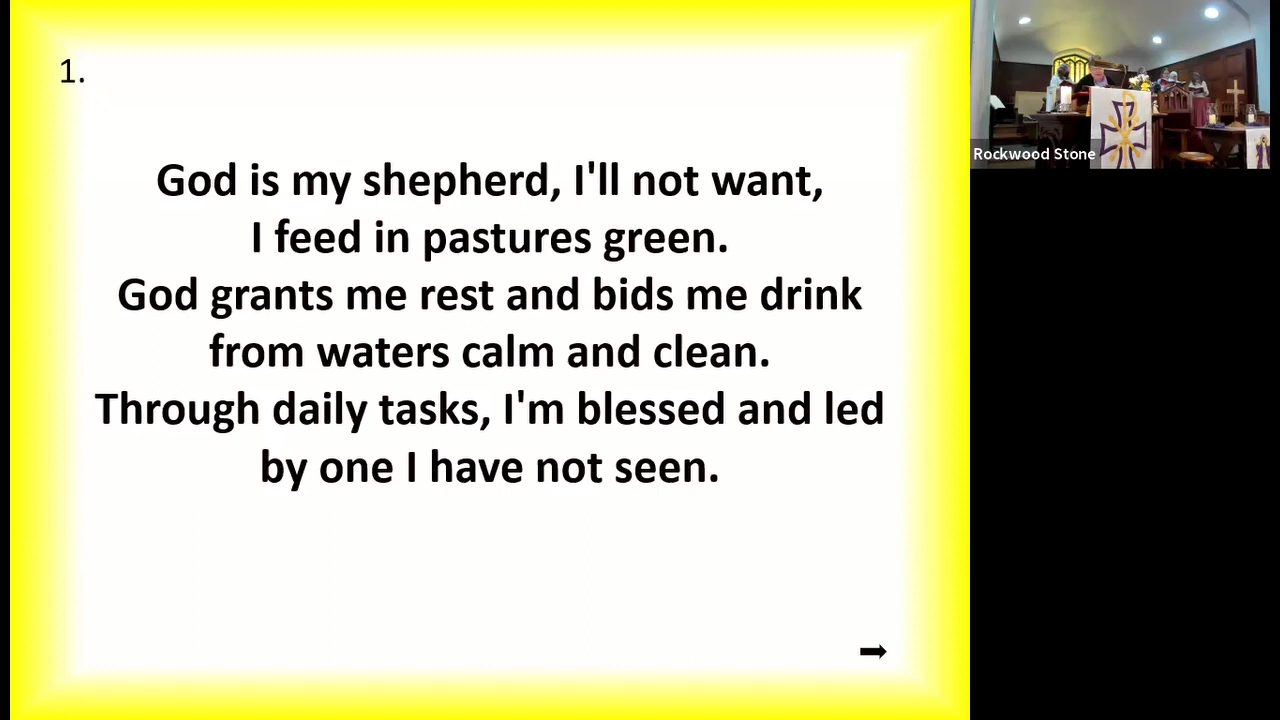 1.
God is my shepherd, I'll not want,
I feed in pastures green.
God grants me rest and bids me drink
from waters calm and clean.
Through daily tasks, I'm blessed and led
by one I have not seen.
Rockwood Stone